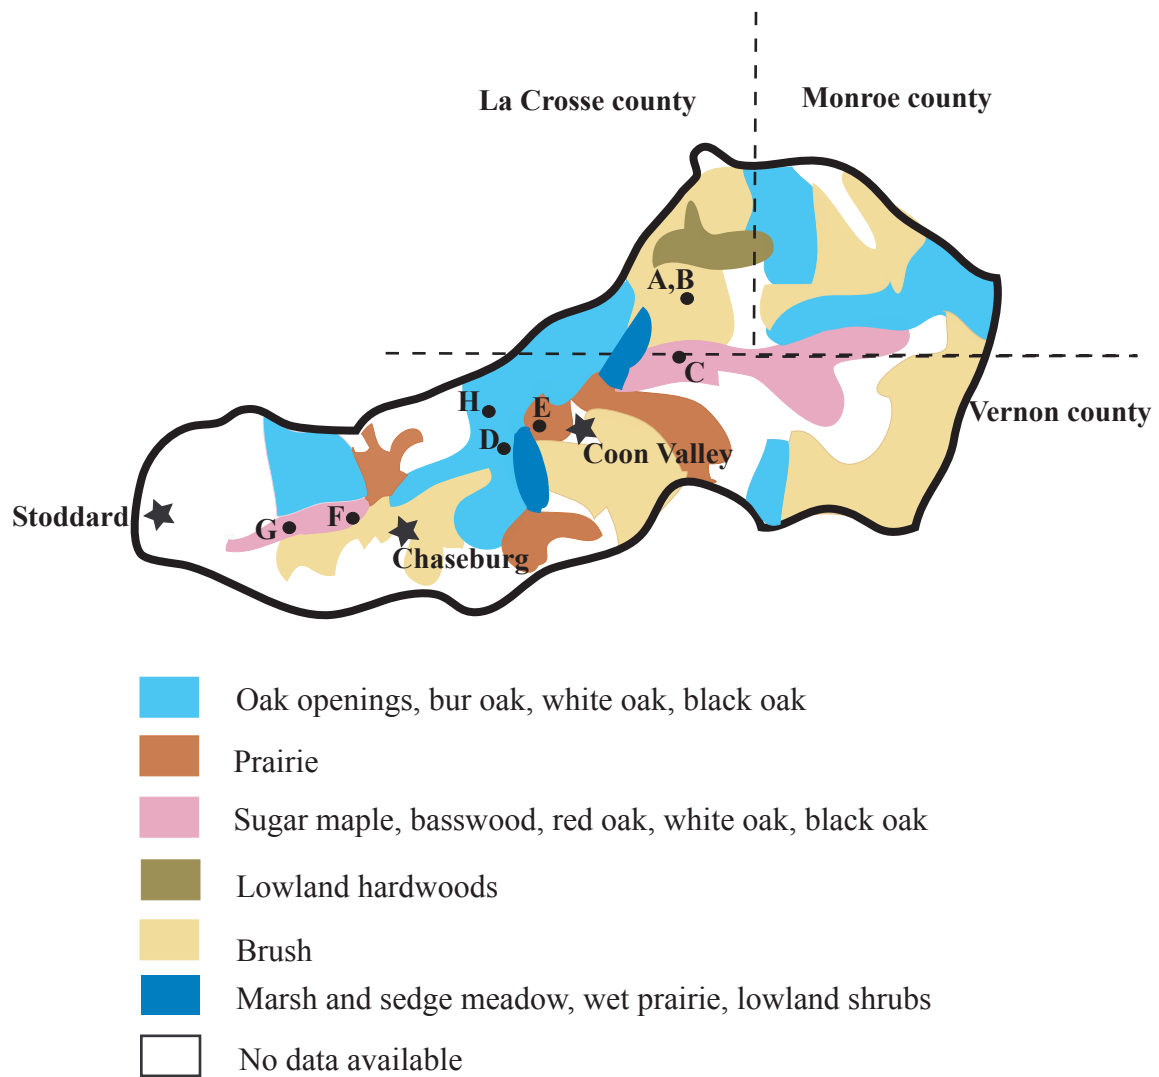 La Crosse county
Monroe county
A,B
C
H
E
D
Vernon county
Coon Valley
Stoddard
G
F
Chaseburg
Oak openings, bur oak, white oak, black oak
Prairie
Sugar maple, basswood, red oak, white oak, black oak
Lowland hardwoods
Brush
Marsh and sedge meadow, wet prairie, lowland shrubs
No data available